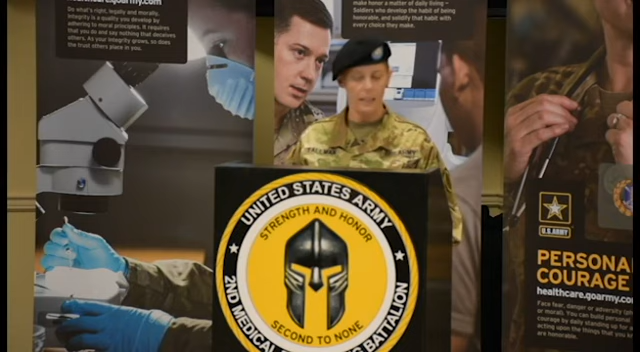 healthcare.goarmy.com
Do what's right, legally and morally.
Integrity is a quality you develop by
adhering to moral principles. It requires
that you do and say nothing that deceives
others. As your integrity grows, so does
the trust others place in you.
make honor a matter of daily living—
Soldiers who develop the habit of being
honorable, and solidify that habit with
every choice they make.
ARMY
UNITED STATES ARMY
STRENGTH AND HONOR
SECOND TO NONE
2ND MEDICAL BATTALION
U.S. ARMY
PERSONA
COURAGE
healthcare.goarmy.co
Face fear, danger or adversity (p
or moral). You can build personal
courage by daily standing up for a
acting upon the things that you k
are honorable.